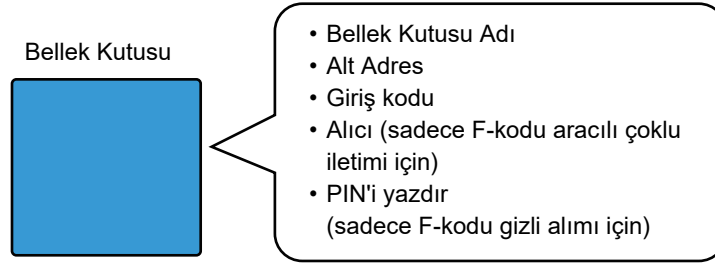 Bellek Kutusu
• Bellek Kutusu Adı
• Alt Adres
• Giriş kodu
• Alıcı (sadece F-kodu aracılı çoklu
iletimi için)
• PIN'i yazdır
(sadece F-kodu gizli alımı için)